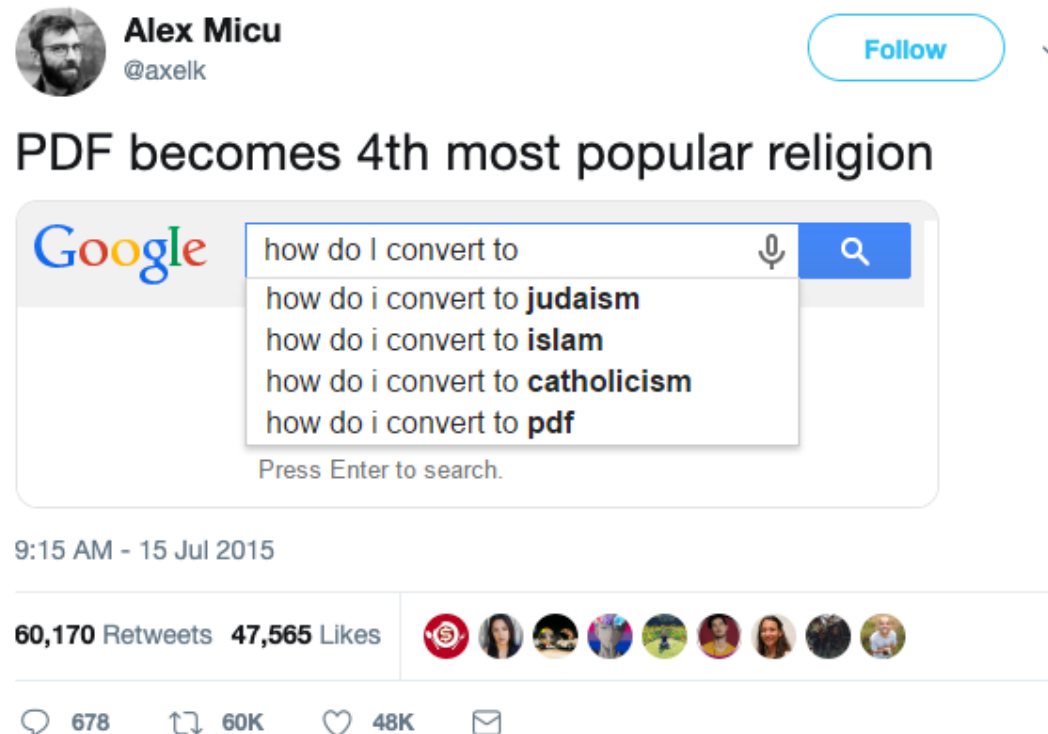 Alex Micu
@axelk
Follow
PDF becomes 4th most popular religion
Google
how do I convert to
how do i convert to judaism
how do i convert to islam
how do i convert to catholicism
how do i convert to pdf
Press Enter to search.
9:15 AM - 15 Jul 2015
60,170 Retweets 47,565 Likes
678 60K 48K